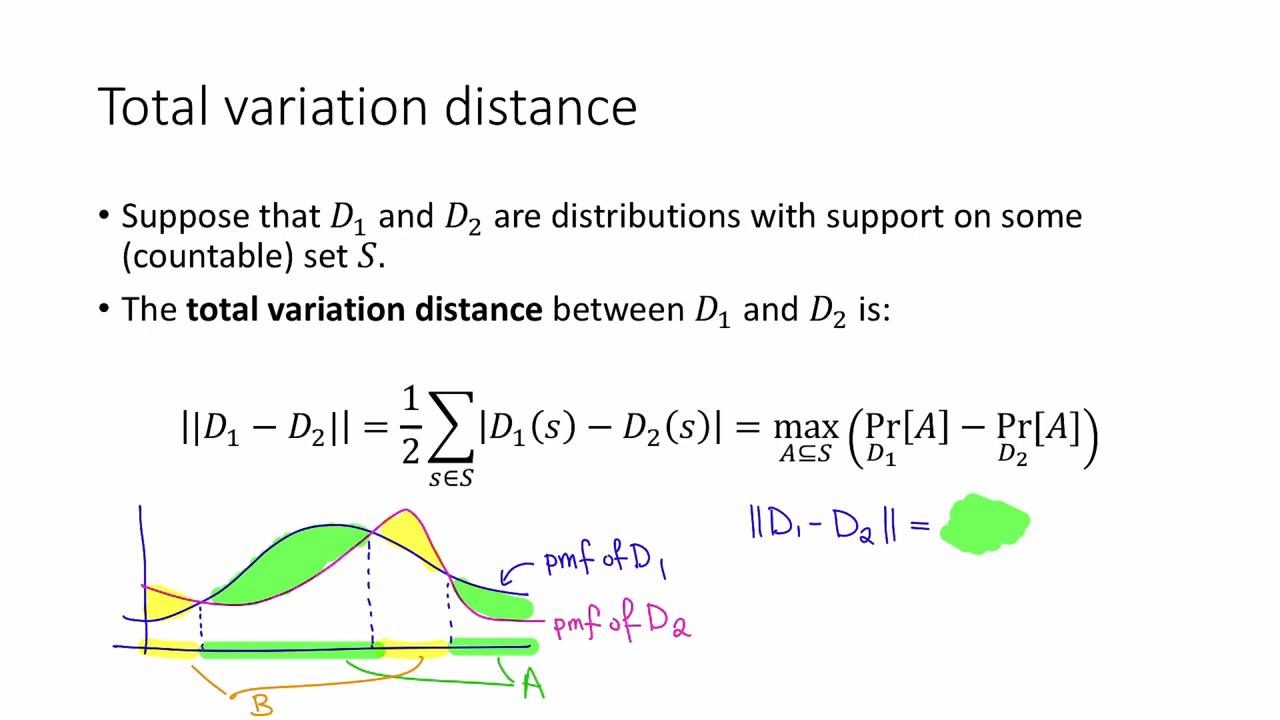 Total variation distance
• Suppose that D₁ and D₂ are distributions with support on some
(countable) set S.
• The total variation distance between D₁ and D₂ is:
||D₁ − D₂|| = 1/2 ∑_{s∈S} |D₁(s) − D₂(s)| = max_{A⊆S} (Pr_{D₁}[A] − Pr_{D₂}[A])
||D₁ - D₂|| =
pmf of D₁
pmf of D₂
A
B